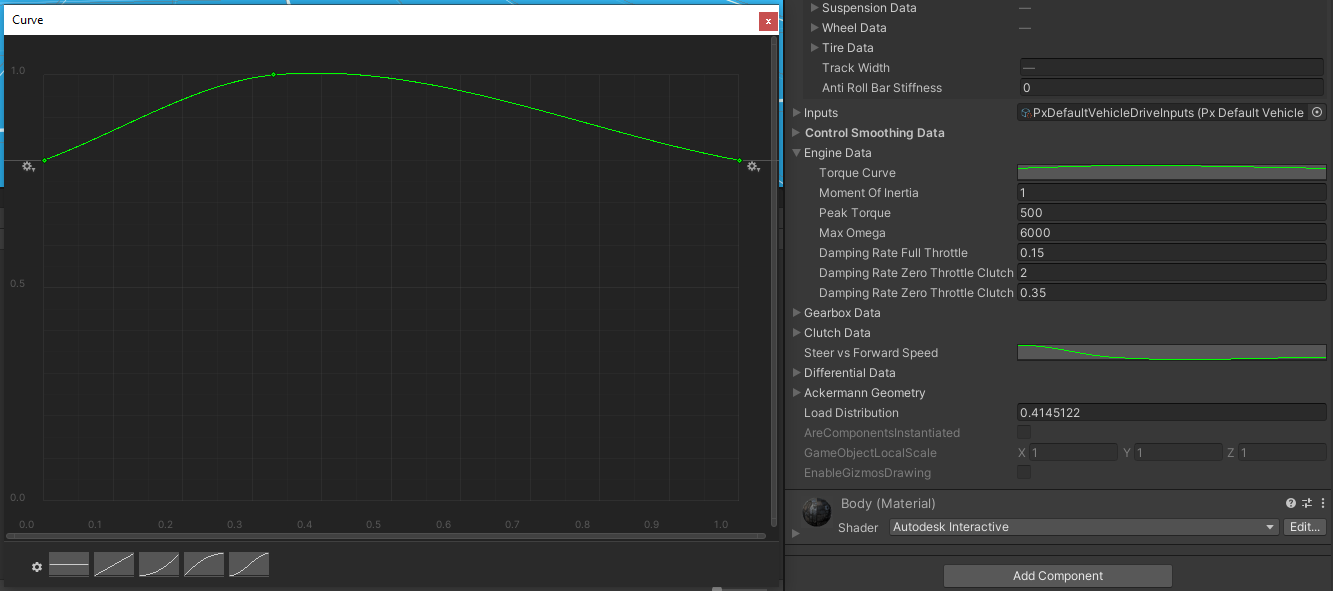 Curve
x
1.0
0.5
0.0
0.0 0.1 0.2 0.3 0.4 0.5 0.6 0.7 0.8 0.9 1.0
Suspension Data —
Wheel Data —
Tire Data
Track Width —
Anti Roll Bar Stiffness 0
Inputs PxDefaultVehicleDriveInputs (Px Default Vehicle
Control Smoothing Data
Engine Data
Torque Curve
Moment Of Inertia 1
Peak Torque 500
Max Omega 6000
Damping Rate Full Throttle 0.15
Damping Rate Zero Throttle Clutch 2
Damping Rate Zero Throttle Clutch 0.35
Gearbox Data
Clutch Data
Steer vs Forward Speed
Differential Data
Ackermann Geometry
Load Distribution 0.4145122
AreComponentsInstantiated
GameObjectLocalScale X 1 Y 1 Z 1
EnableGizmosDrawing
Body (Material)
Shader Autodesk Interactive Edit...
Add Component